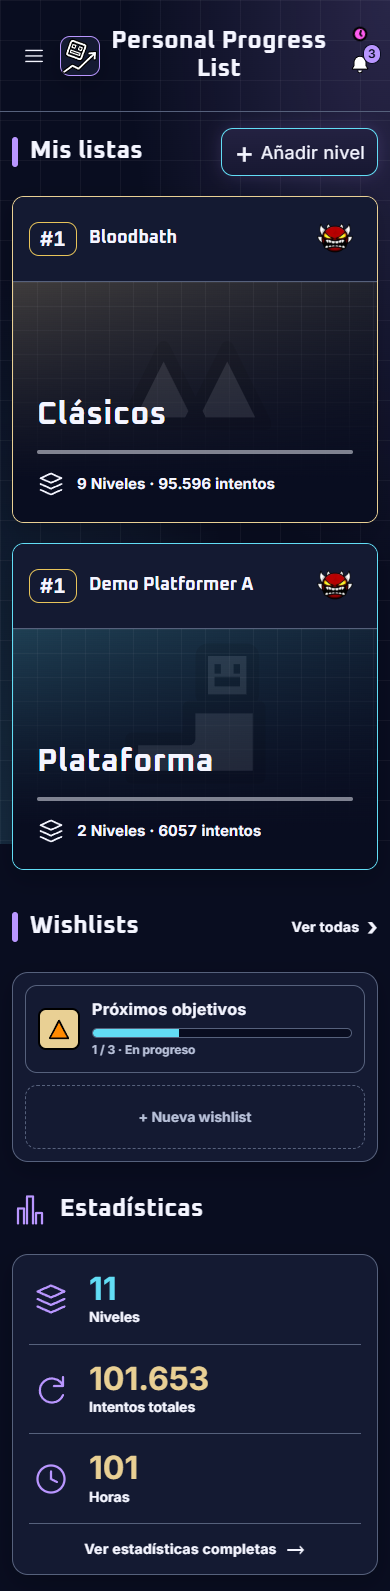 Personal Progress
List
3
Mis listas
+ Añadir nivel
#1 Bloodbath
Clásicos
9 Niveles · 95.596 intentos
#1 Demo Platformer A
Plataforma
2 Niveles · 6057 intentos
Wishlists
Ver todas ›
Próximos objetivos
1 / 3 · En progreso
+ Nueva wishlist
Estadísticas
11
Niveles
101.653
Intentos totales
101
Horas
Ver estadísticas completas →